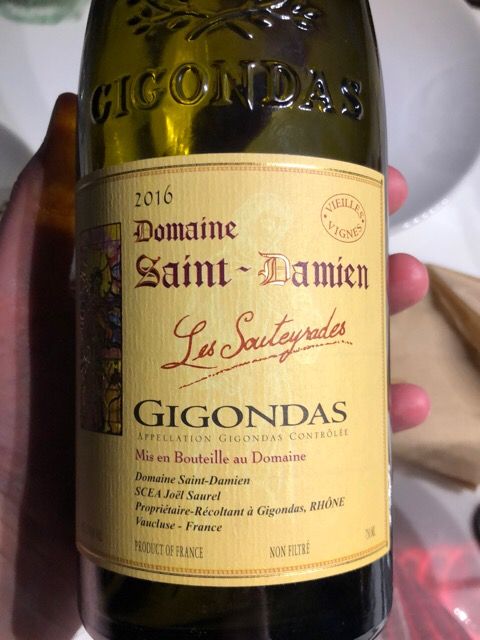 GIGONDAS
2016
VIEILLES
VIGNES
Domaine
Saint-Damien
Les Souteyrades
GIGONDAS
APPELLATION GIGONDAS CONTRÔLÉE
Mis en Bouteille au Domaine
Domaine Saint-Damien
SCEA Joël Saurel
Propriétaire-Récoltant à Gigondas, RHÔNE
Vaucluse - France
PRODUCT OF FRANCE NON FILTRÉ